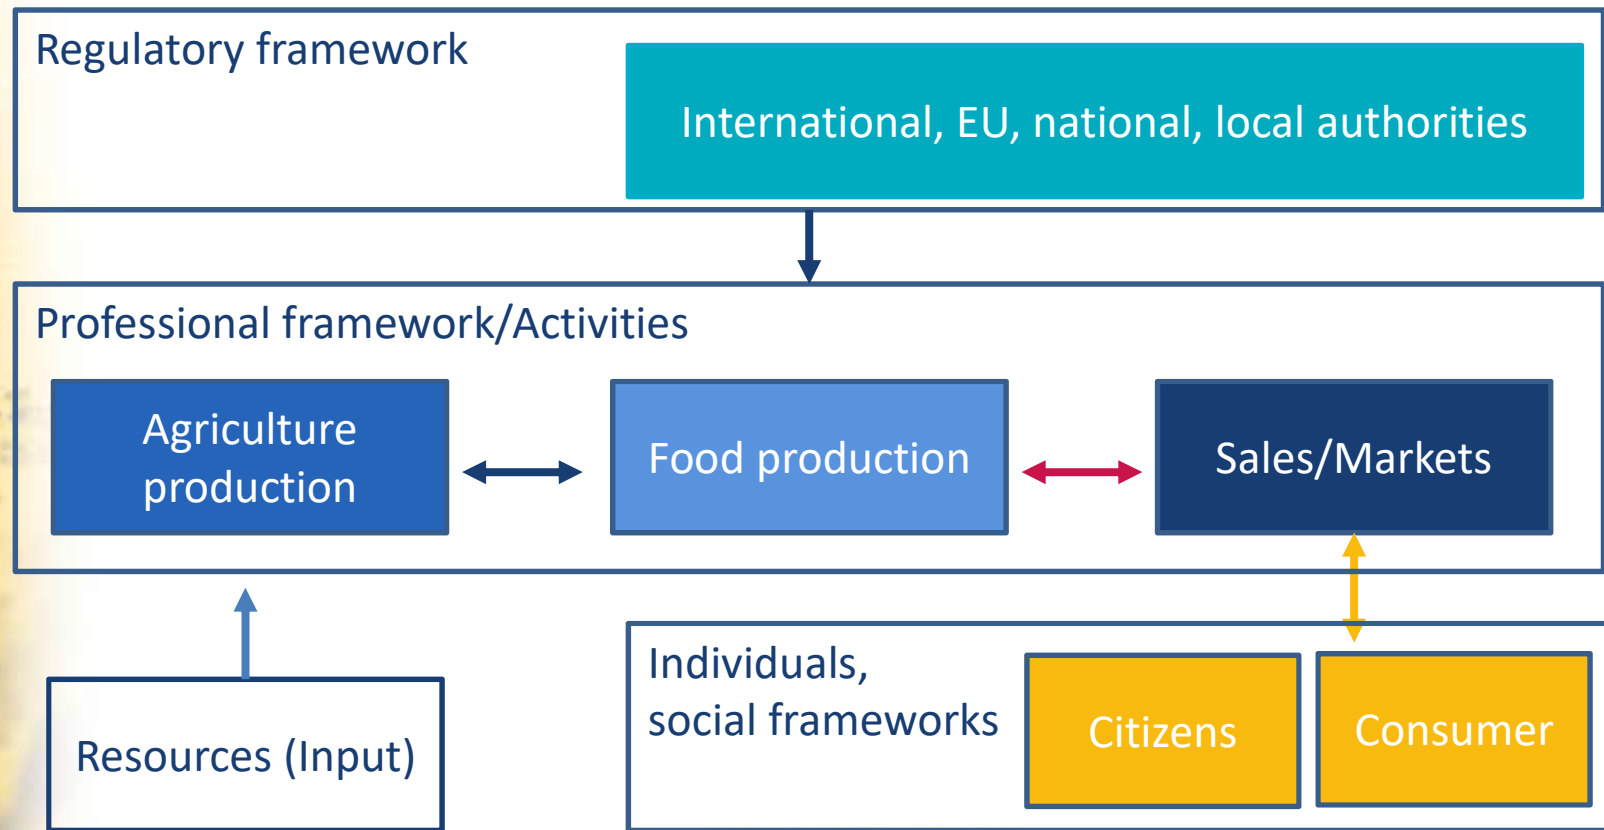 Regulatory framework
International, EU, national, local authorities
Professional framework/Activities
Agriculture
production
Food production
Sales/Markets
Resources (Input)
Individuals,
social frameworks
Citizens
Consumer